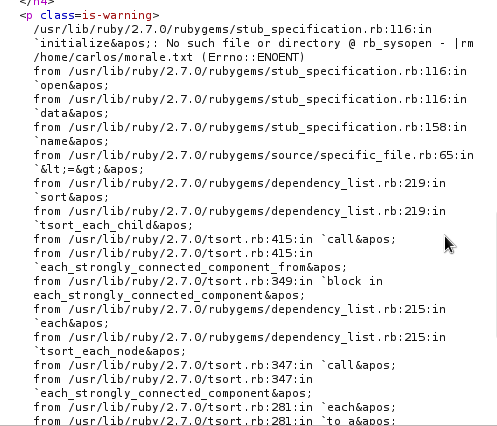 </h4>
<p class=is-warning>
/usr/lib/ruby/2.7.0/rubygems/stub_specification.rb:116:in
`initialize&apos;: No such file or directory @ rb_sysopen - |rm
/home/carlos/morale.txt (Errno::ENOENT)
from /usr/lib/ruby/2.7.0/rubygems/stub_specification.rb:116:in
`open&apos;
from /usr/lib/ruby/2.7.0/rubygems/stub_specification.rb:116:in
`data&apos;
from /usr/lib/ruby/2.7.0/rubygems/stub_specification.rb:158:in
`name&apos;
from /usr/lib/ruby/2.7.0/rubygems/source/specific_file.rb:65:in
`&lt;=&gt;&apos;
from /usr/lib/ruby/2.7.0/rubygems/dependency_list.rb:219:in
`sort&apos;
from /usr/lib/ruby/2.7.0/rubygems/dependency_list.rb:219:in
`tsort_each_child&apos;
from /usr/lib/ruby/2.7.0/tsort.rb:415:in `call&apos;
from /usr/lib/ruby/2.7.0/tsort.rb:415:in
`each_strongly_connected_component_from&apos;
from /usr/lib/ruby/2.7.0/tsort.rb:349:in `block in
each_strongly_connected_component&apos;
from /usr/lib/ruby/2.7.0/rubygems/dependency_list.rb:215:in
`each&apos;
from /usr/lib/ruby/2.7.0/rubygems/dependency_list.rb:215:in
`tsort_each_node&apos;
from /usr/lib/ruby/2.7.0/tsort.rb:347:in `call&apos;
from /usr/lib/ruby/2.7.0/tsort.rb:347:in
`each_strongly_connected_component&apos;
from /usr/lib/ruby/2.7.0/tsort.rb:281:in `each&apos;
from /usr/lib/ruby/2.7.0/tsort.rb:281:in `to_a&apos;